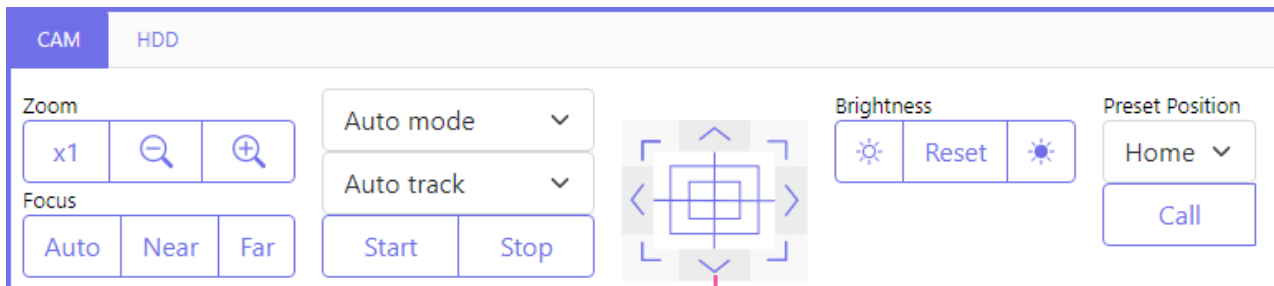 CAM HDD
Zoom
x1
Focus
Auto Near Far
Auto mode
Auto track
Start Stop
Brightness
Reset
Preset Position
Home
Call